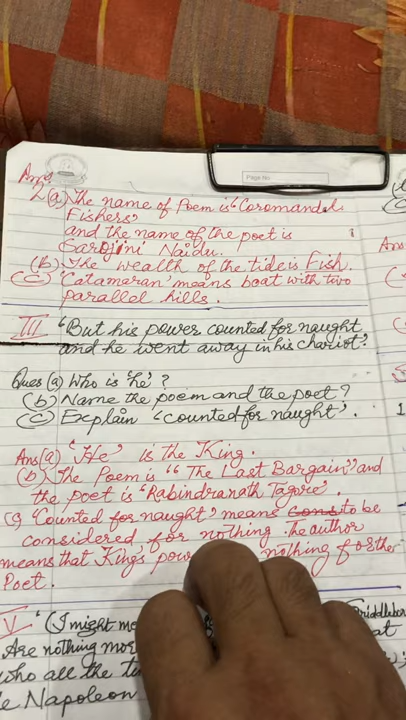 Page No
Ans
2.(a) The name of Poem is "Coromandel
Fishers"
and the name of the poet is
Sarojini Naidu.
(b) The wealth of the tide is Fish.
(c) 'Catamaran' means boat with two
parallel hills.
III "But his power counted for naught
and he went away in his chariot."
Ques (a) Who is 'he'?
(b) Name the poem and the poet?
(c) Explain 'counted for naught'.
Ans (a) 'He' is the King.
(b) The Poem is "The Last Bargain" and
the poet is 'Rabindranath Tagore'.
(c) 'Counted for naught' means to be
considered for nothing. The author
means that King's nothing for the
Poet.
V "(I might
Are nothing
who all the
Napoleon
Ans